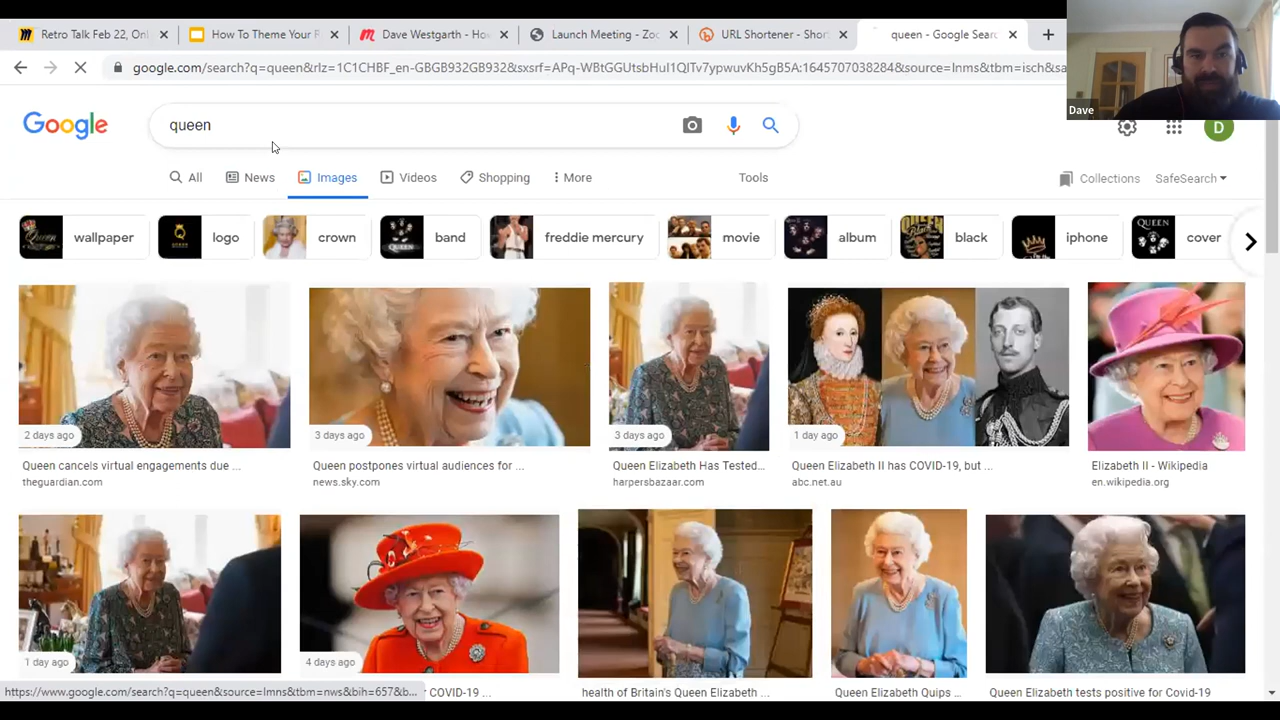 Retro Talk Feb 22, Onl
How To Theme Your R
Dave Westgarth - Ho
Launch Meeting - Zoo
URL Shortener - Short
queen - Google Searc
google.com/search?q=queen&rlz=1C1CHBF_en-GBGB932GB932&sxsrf=APq-WBtGGUtsbHuI1QITv7ypwuvKh5gB5A:1645707038284&source=lnms&tbm=isch&sa
Dave
Google
queen
D
All
News
Images
Videos
Shopping
More
Tools
Collections
SafeSearch
wallpaper
logo
crown
band
freddie mercury
movie
album
black
iphone
cover
2 days ago
3 days ago
3 days ago
1 day ago
Queen cancels virtual engagements due ...
Queen postpones virtual audiences for ...
Queen Elizabeth Has Tested...
Queen Elizabeth II has COVID-19, but ...
Elizabeth II - Wikipedia
theguardian.com
news.sky.com
harpersbazaar.com
abc.net.au
en.wikipedia.org
1 day ago
4 days ago
https://www.google.com/search?q=queen&source=lnms&tbm=nws&bih=657&b...
COVID-19 ...
health of Britain's Queen Elizabeth ...
Queen Elizabeth Quips ...
Queen Elizabeth tests positive for Covid-19